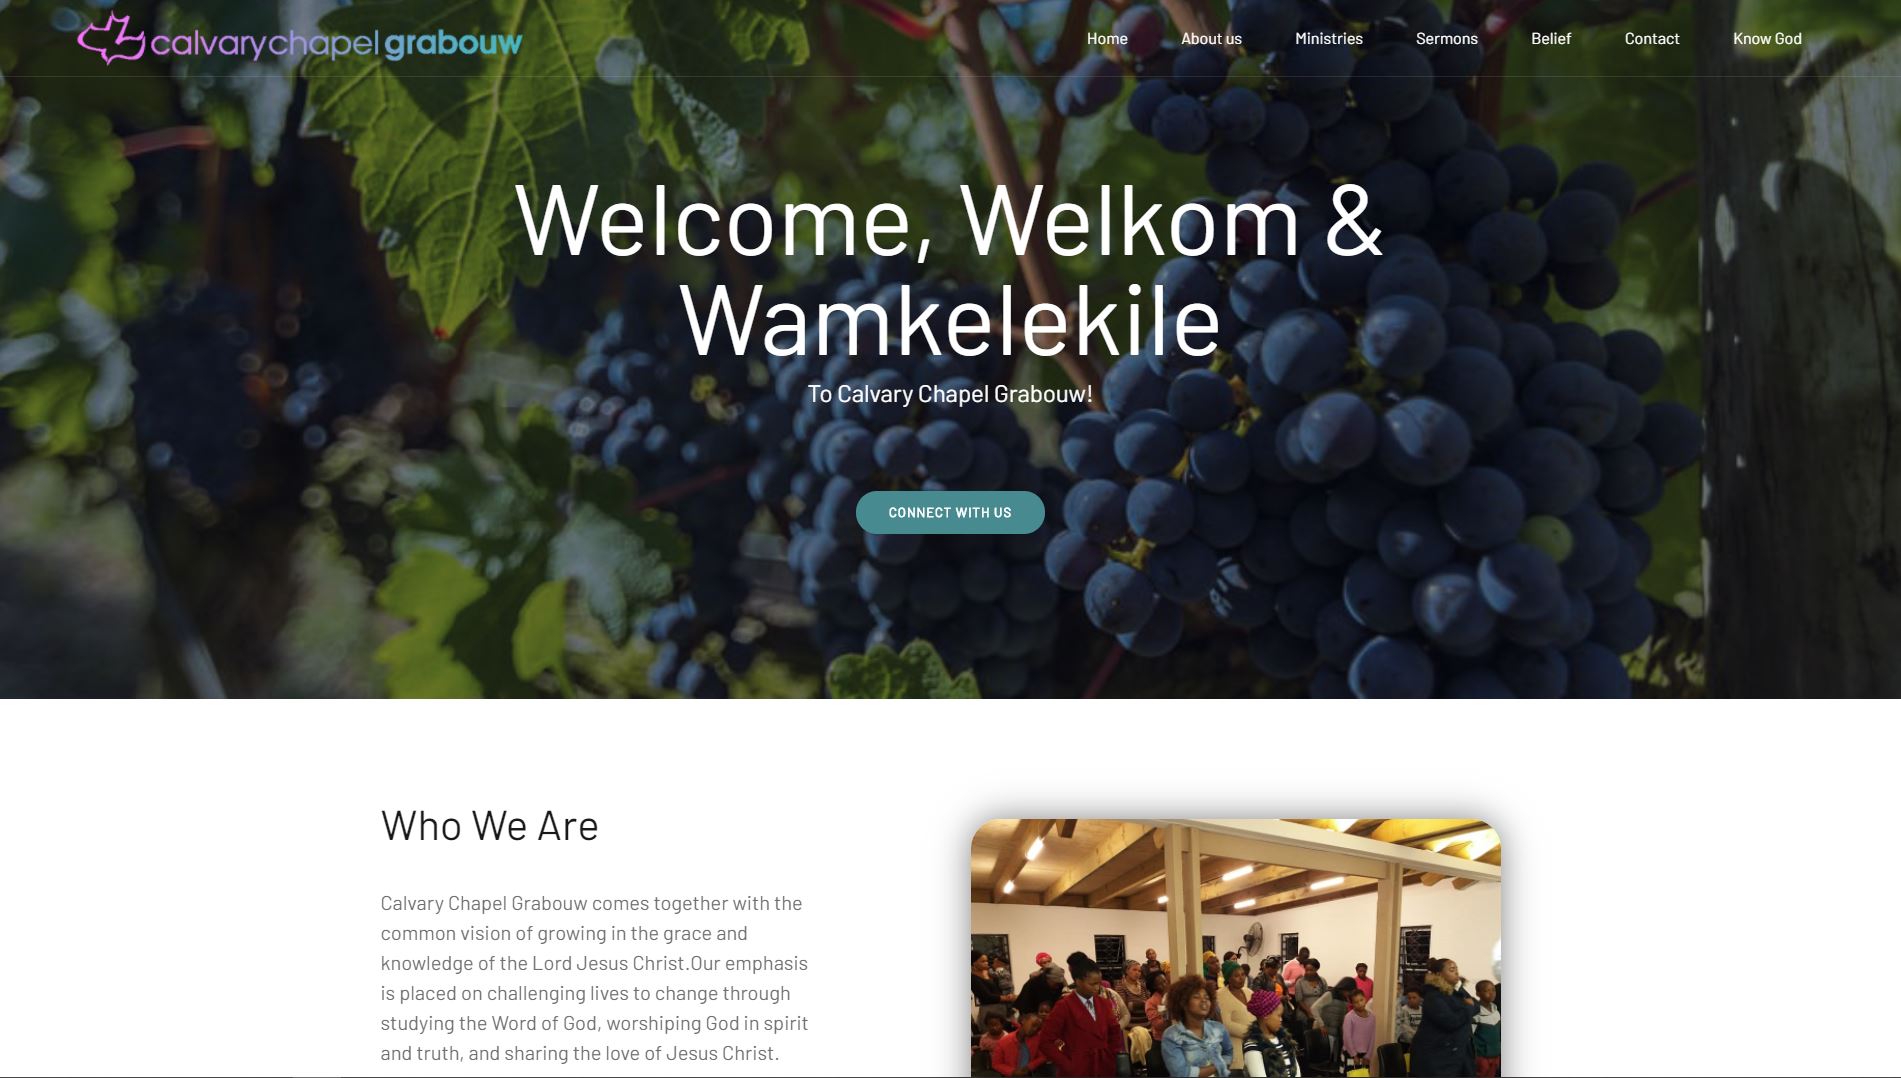 calvarychapel grabouw
Home About us Ministries Sermons Belief Contact Know God
Welcome, Welkom &
Wamkelekile
To Calvary Chapel Grabouw!
CONNECT WITH US
Who We Are
Calvary Chapel Grabouw comes together with the
common vision of growing in the grace and
knowledge of the Lord Jesus Christ.Our emphasis
is placed on challenging lives to change through
studying the Word of God, worshiping God in spirit
and truth, and sharing the love of Jesus Christ.